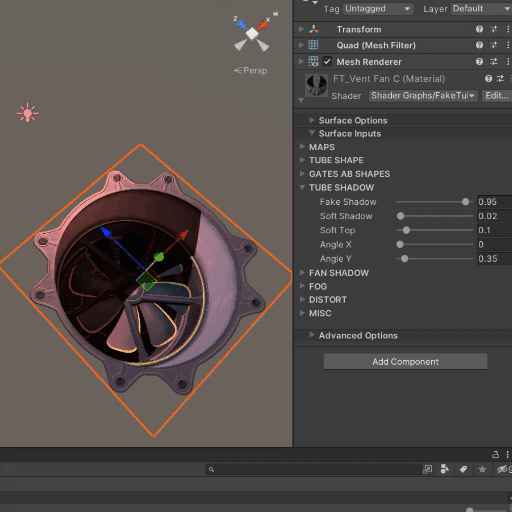 Tag Untagged Layer Default
Transform
Quad (Mesh Filter)
Mesh Renderer
FT_Vent Fan C (Material)
Shader Shader Graphs/FakeTu Edit...
Surface Options
Surface Inputs
MAPS
TUBE SHAPE
GATES AB SHAPES
TUBE SHADOW
Fake Shadow 0.95
Soft Shadow 0.02
Soft Top 0.1
Angle X 0
Angle Y 0.35
FAN SHADOW
FOG
DISTORT
MISC
Advanced Options
Add Component
z x
Persp